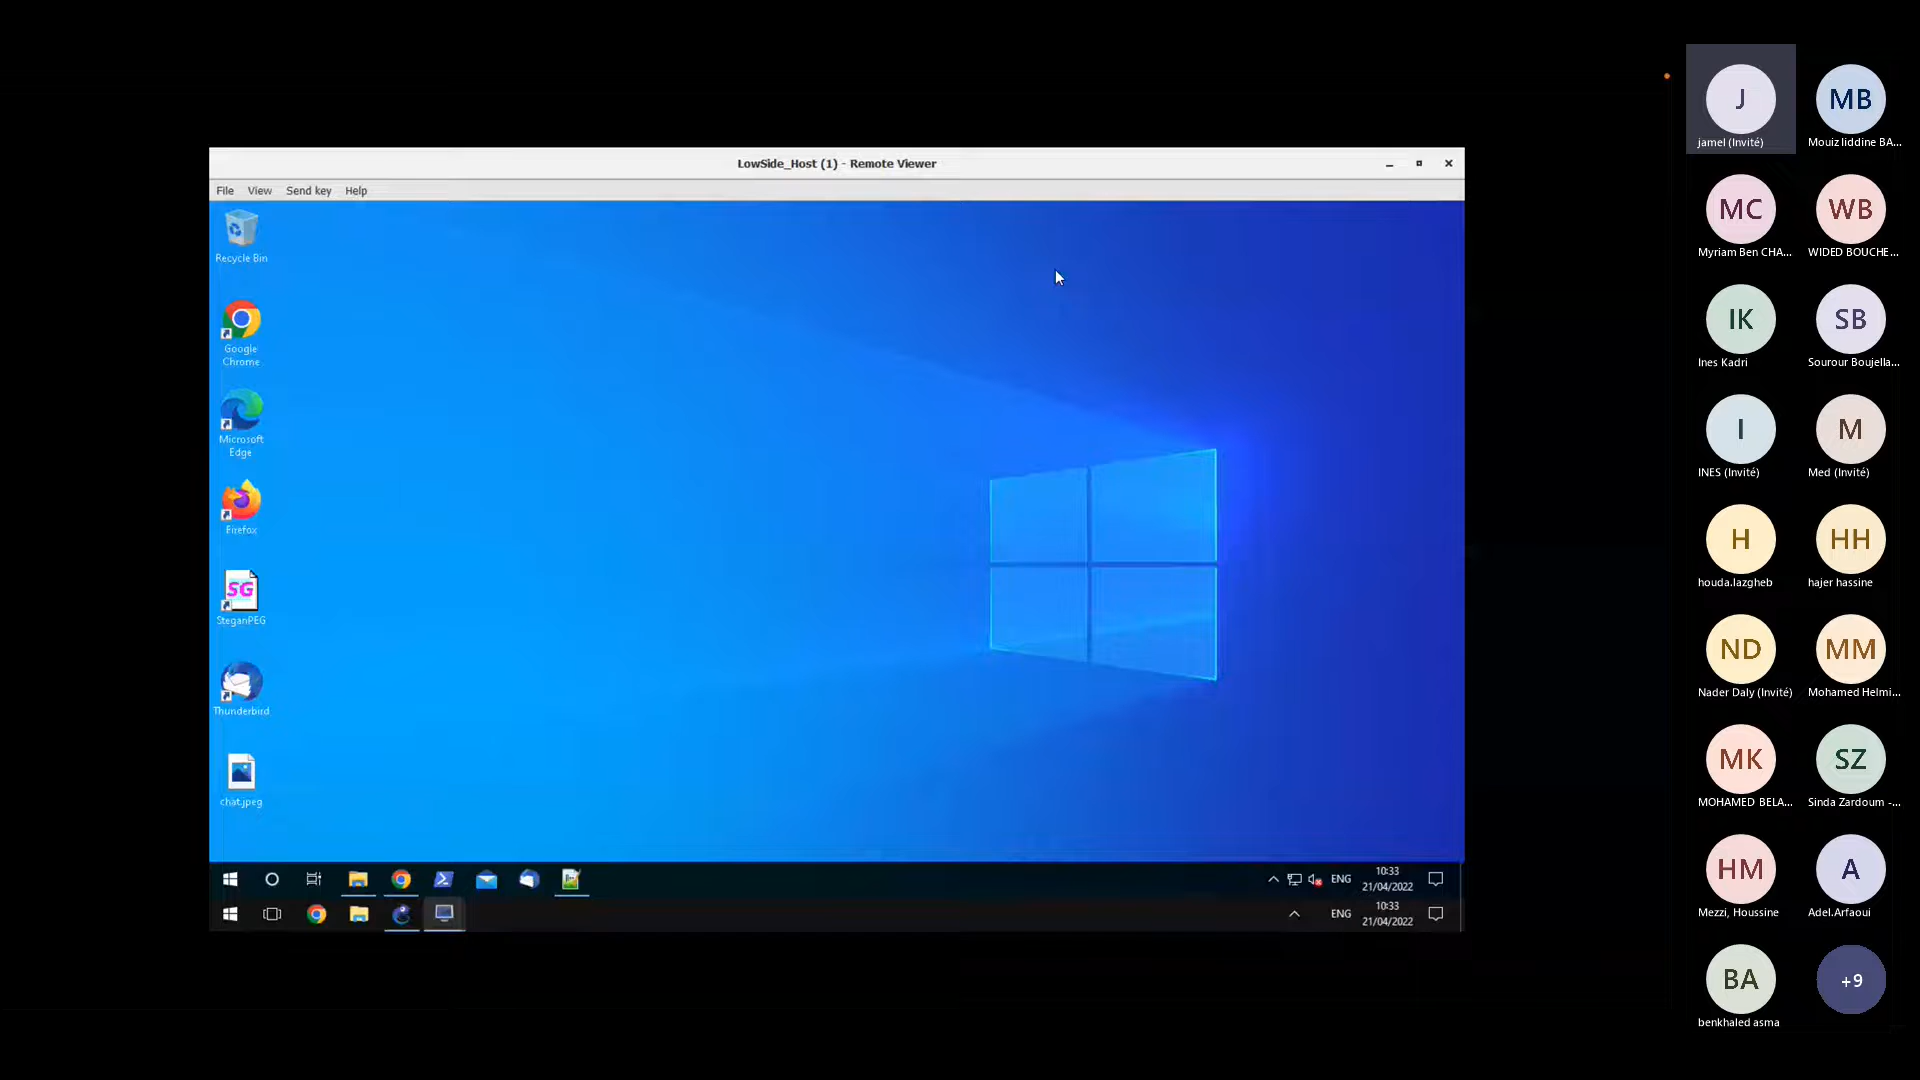 LowSide_Host (1) - Remote Viewer
File View Send key Help
Recycle Bin
Google
Chrome
Microsoft
Edge
Firefox
SG
SteganPEG
Thunderbird
chat.jpeg
ENG
10:33
21/04/2022
ENG
10:33
21/04/2022
J
jamel (Invité)
MB
Mouiz Iiddine BA...
MC
Myriam Ben CHA...
WB
WIDED BOUCHE...
IK
Ines Kadri
SB
Sourour Boujella...
I
INES (Invité)
M
Med (Invité)
H
houda.lazgheb
HH
hajer hassine
ND
Nader Daly (Invité)
MM
Mohamed Helmi...
MK
MOHAMED BELA...
SZ
Sinda Zardoum -...
HM
Mezzi, Houssine
A
Adel.Arfaoui
BA
benkhaled asma
+9